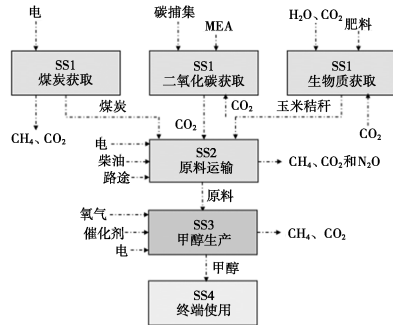 电
碳捕集
MEA
H₂O、CO₂
肥料
SS1
煤炭获取
SS1
二氧化碳获取
SS1
生物质获取
煤炭
CO₂
CO₂
玉米秸秆
CH₄、CO₂
CO₂
电
柴油
路途
SS2
原料运输
CH₄、CO₂和N₂O
原料
氧气
催化剂
电
SS3
甲醇生产
CH₄、CO₂
甲醇
SS4
终端使用